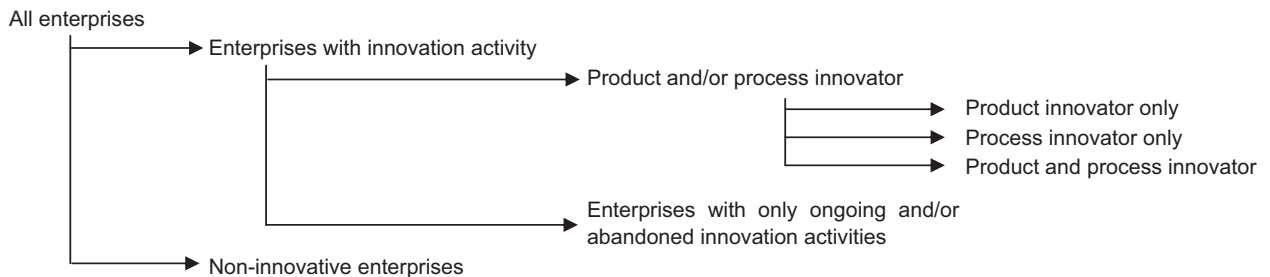 All enterprises
Enterprises with innovation activity
Product and/or process innovator
Product innovator only
Process innovator only
Product and process innovator
Enterprises with only ongoing and/or
abandoned innovation activities
Non-innovative enterprises